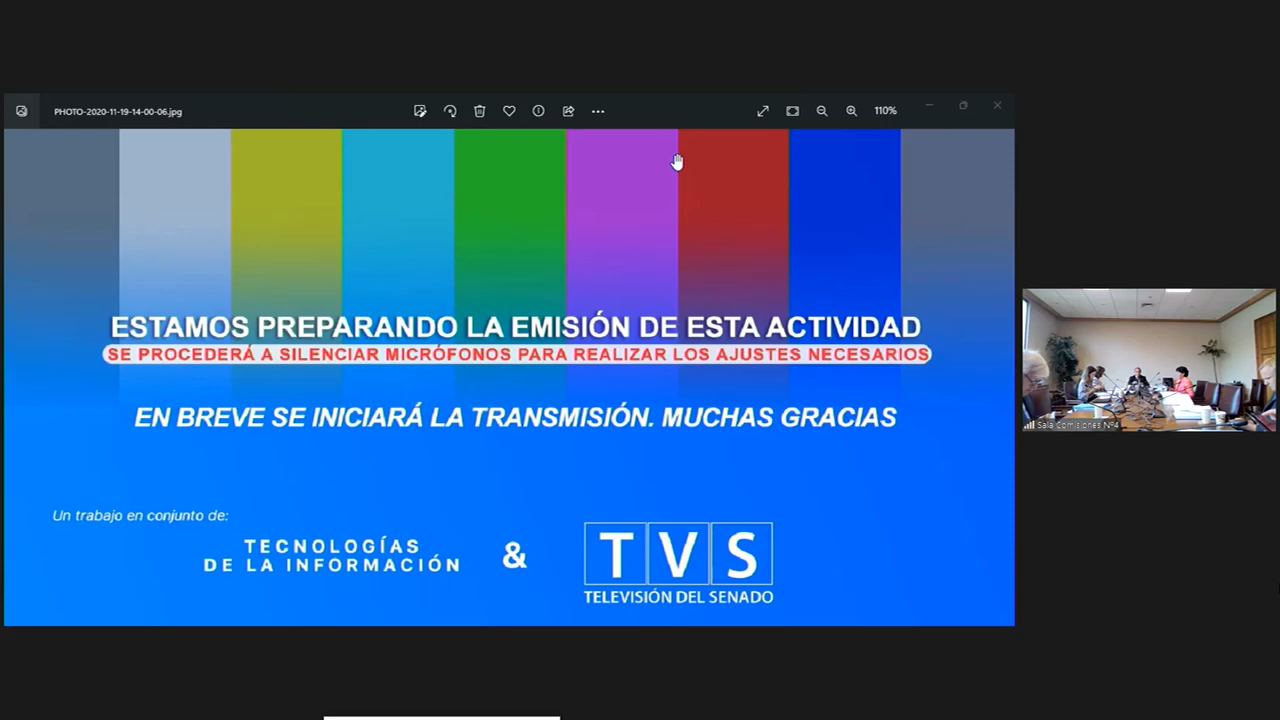 PHOTO-2020-11-19-14-00-06.jpg
110%
ESTAMOS PREPARANDO LA EMISIÓN DE ESTA ACTIVIDAD
SE PROCEDERÁ A SILENCIAR MICRÓFONOS PARA REALIZAR LOS AJUSTES NECESARIOS
EN BREVE SE INICIARÁ LA TRANSMISIÓN. MUCHAS GRACIAS
Un trabajo en conjunto de:
TECNOLOGÍAS
DE LA INFORMACIÓN
&
TVS
TELEVISIÓN DEL SENADO
Sala Comisiones Nº4